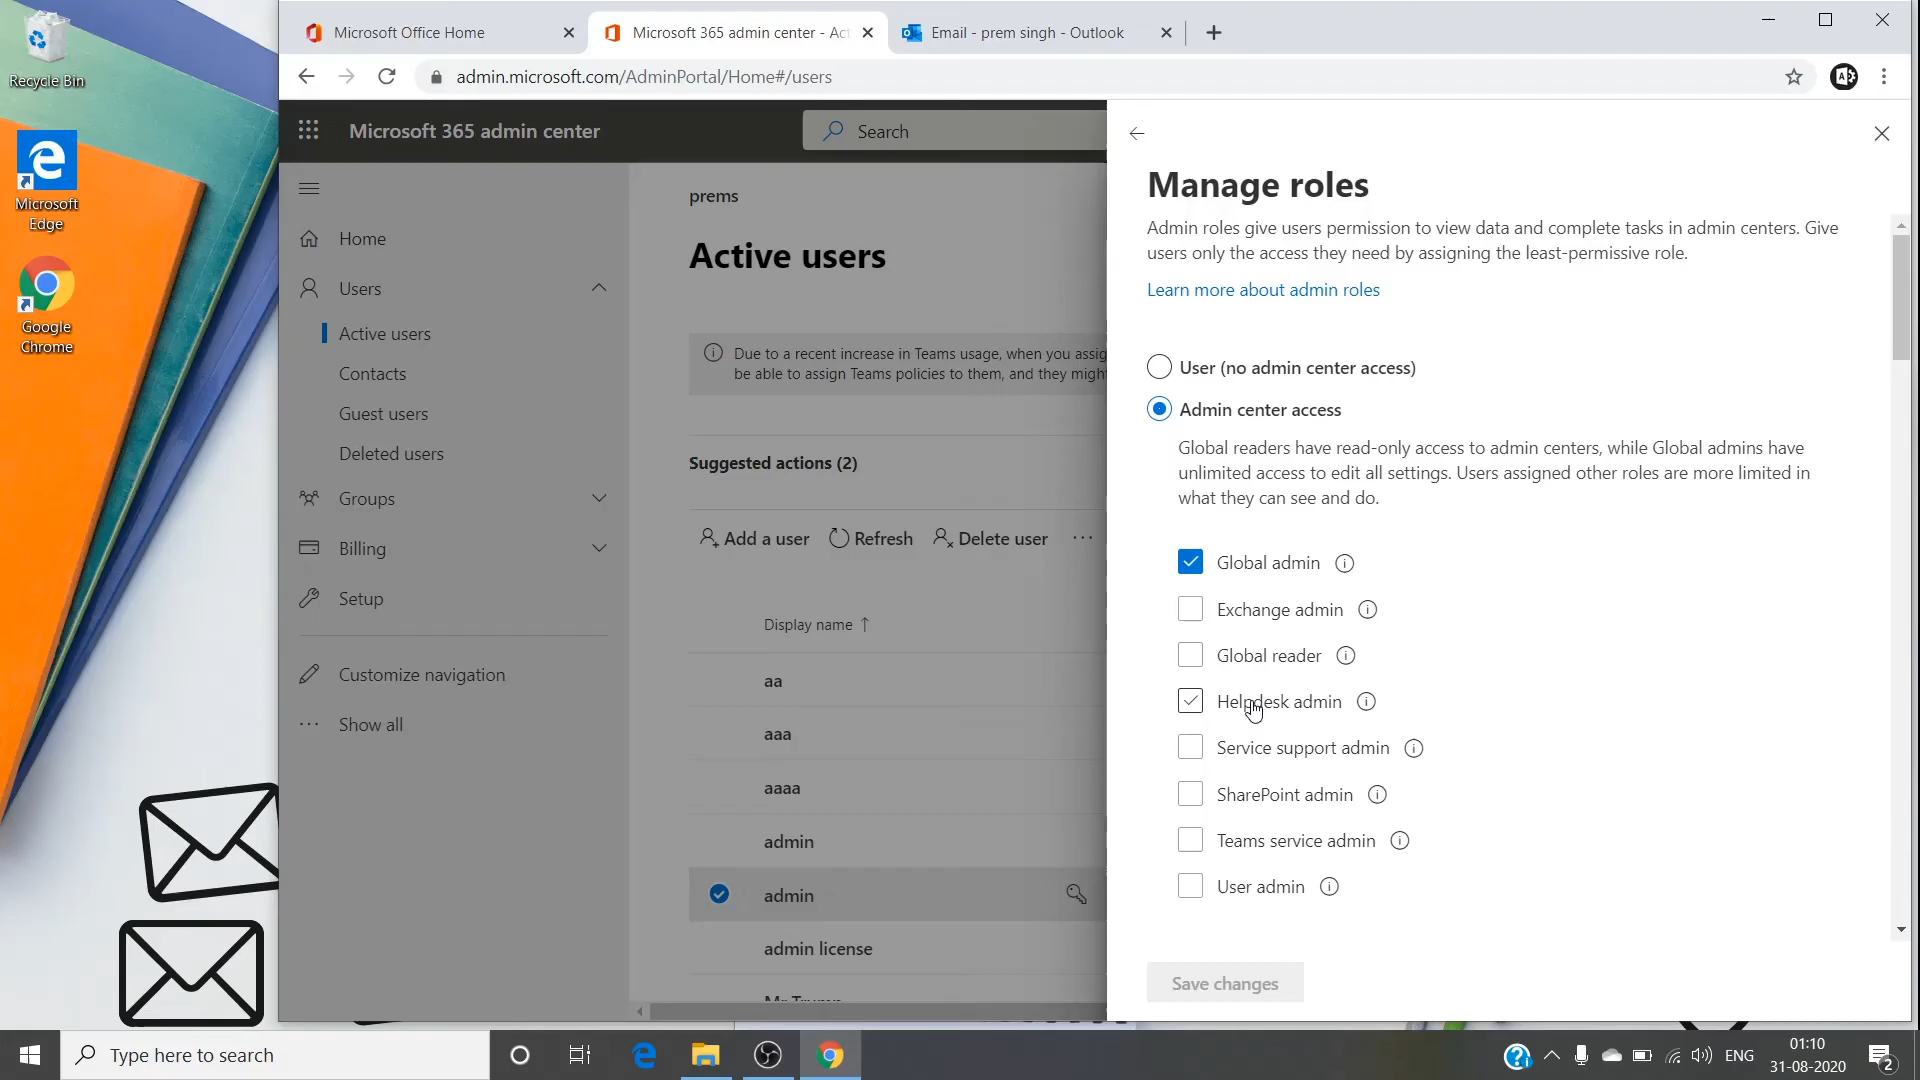 Recycle Bin
Microsoft
Edge
Google
Chrome
Microsoft Office Home
Microsoft 365 admin center - Act
Email - prem singh - Outlook
admin.microsoft.com/AdminPortal/Home#/users
Microsoft 365 admin center
Search
Home
Users
Active users
Contacts
Guest users
Deleted users
Groups
Billing
Setup
Customize navigation
Show all
prems
Active users
Due to a recent increase in Teams usage, when you assig
be able to assign Teams policies to them, and they might
Suggested actions (2)
Add a user
Refresh
Delete user
Display name ↑
aa
aaa
aaaa
admin
admin
admin license
Mr Trump
Manage roles
Admin roles give users permission to view data and complete tasks in admin centers. Give
users only the access they need by assigning the least-permissive role.
Learn more about admin roles
User (no admin center access)
Admin center access
Global readers have read-only access to admin centers, while Global admins have
unlimited access to edit all settings. Users assigned other roles are more limited in
what they can see and do.
Global admin
Exchange admin
Global reader
Helpdesk admin
Service support admin
SharePoint admin
Teams service admin
User admin
Save changes
Type here to search
ENG
01:10
31-08-2020
2